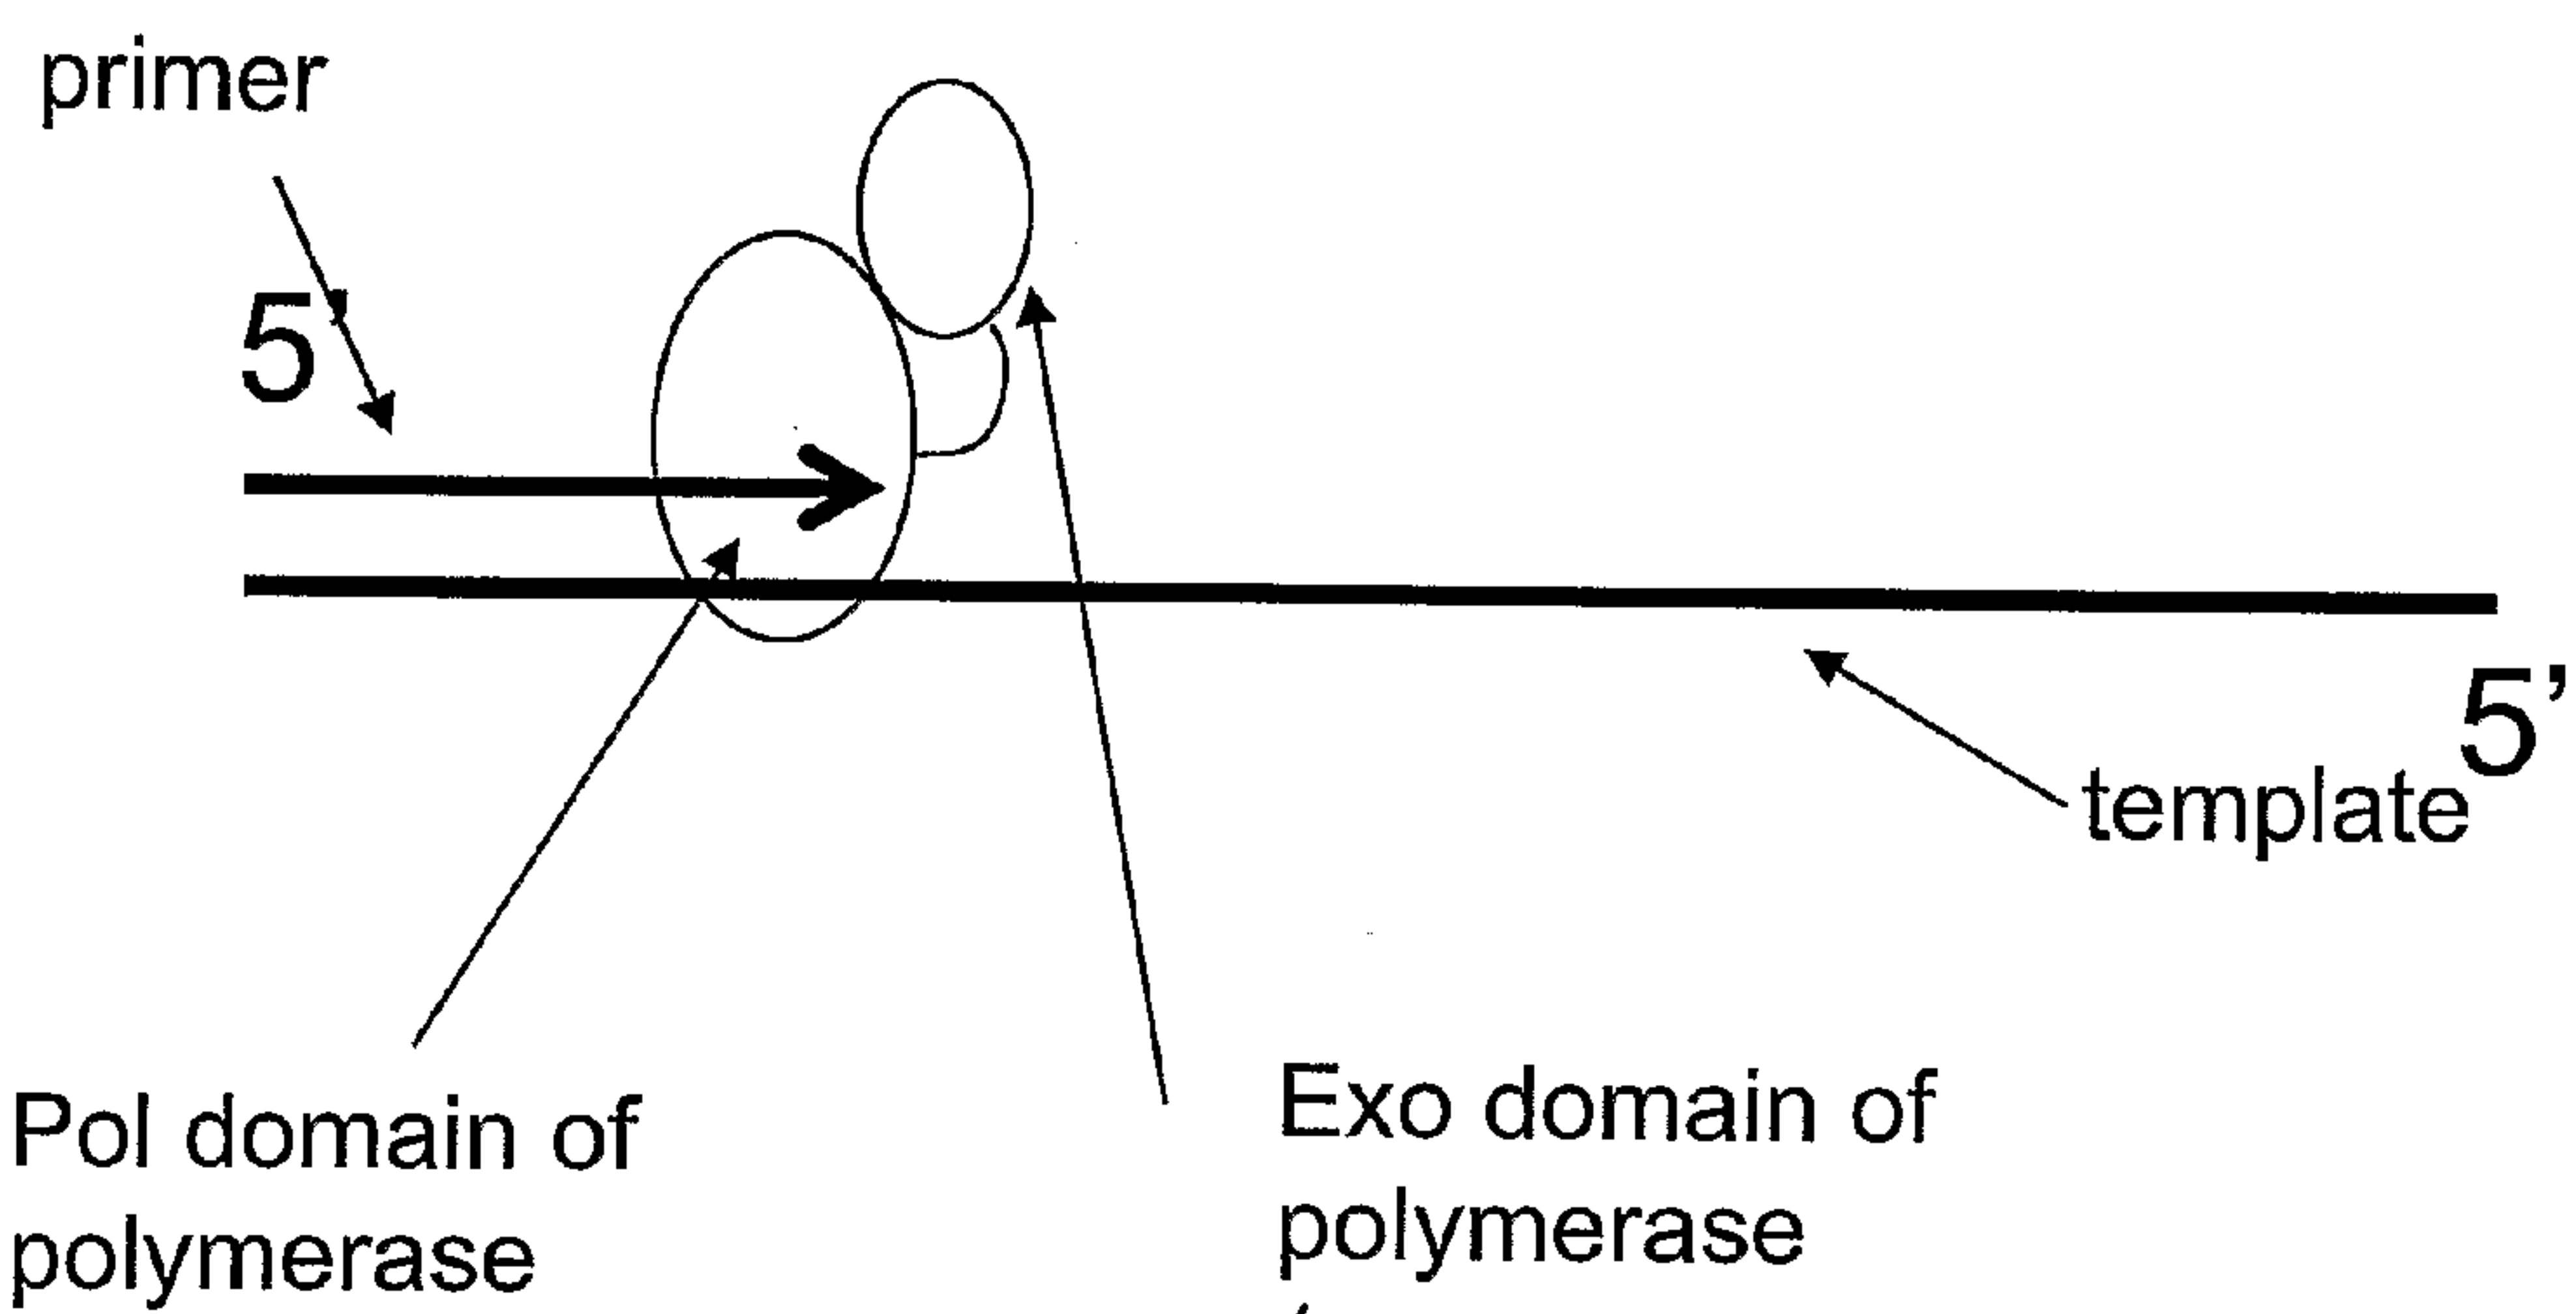 primer
5’
5’
template
Pol domain of
polymerase
Exo domain of
polymerase